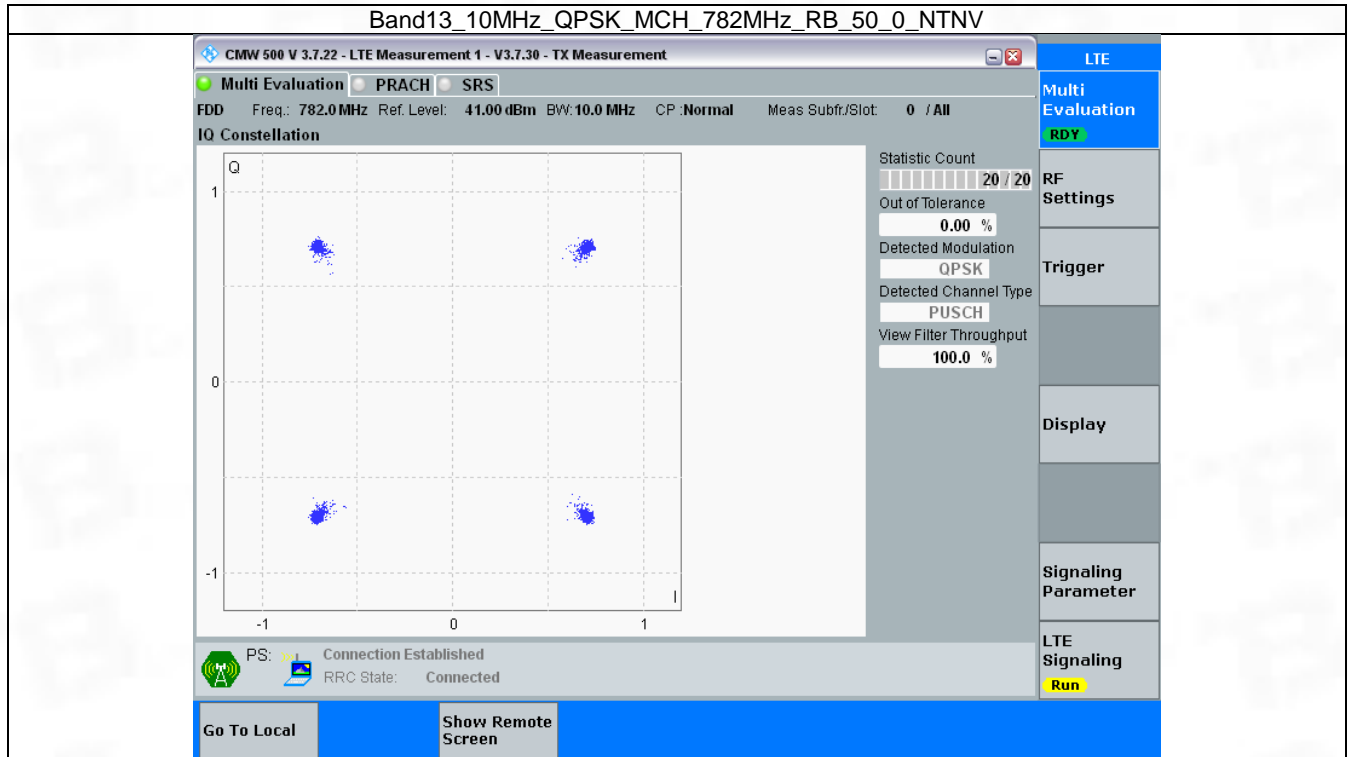 Band13_10MHz_QPSK_MCH_782MHz_RB_50_0_NTNV
CMW 500 V 3.7.22 - LTE Measurement 1 - V3.7.30 - TX Measurement
LTE
Multi Evaluation PRACH SRS
FDD Freq.: 782.0 MHz Ref. Level: 41.00 dBm BW: 10.0 MHz CP :Normal Meas Subfr./Slot: 0 / All
IQ Constellation
Q
1
0
-1
-1 0 1
I
Statistic Count
20 / 20
Out of Tolerance
0.00 %
Detected Modulation
QPSK
Detected Channel Type
PUSCH
View Filter Throughput
100.0 %
Multi
Evaluation
RDY
RF
Settings
Trigger
Display
Signaling
Parameter
LTE
Signaling
Run
PS: Connection Established
RRC State: Connected
Go To Local
Show Remote
Screen